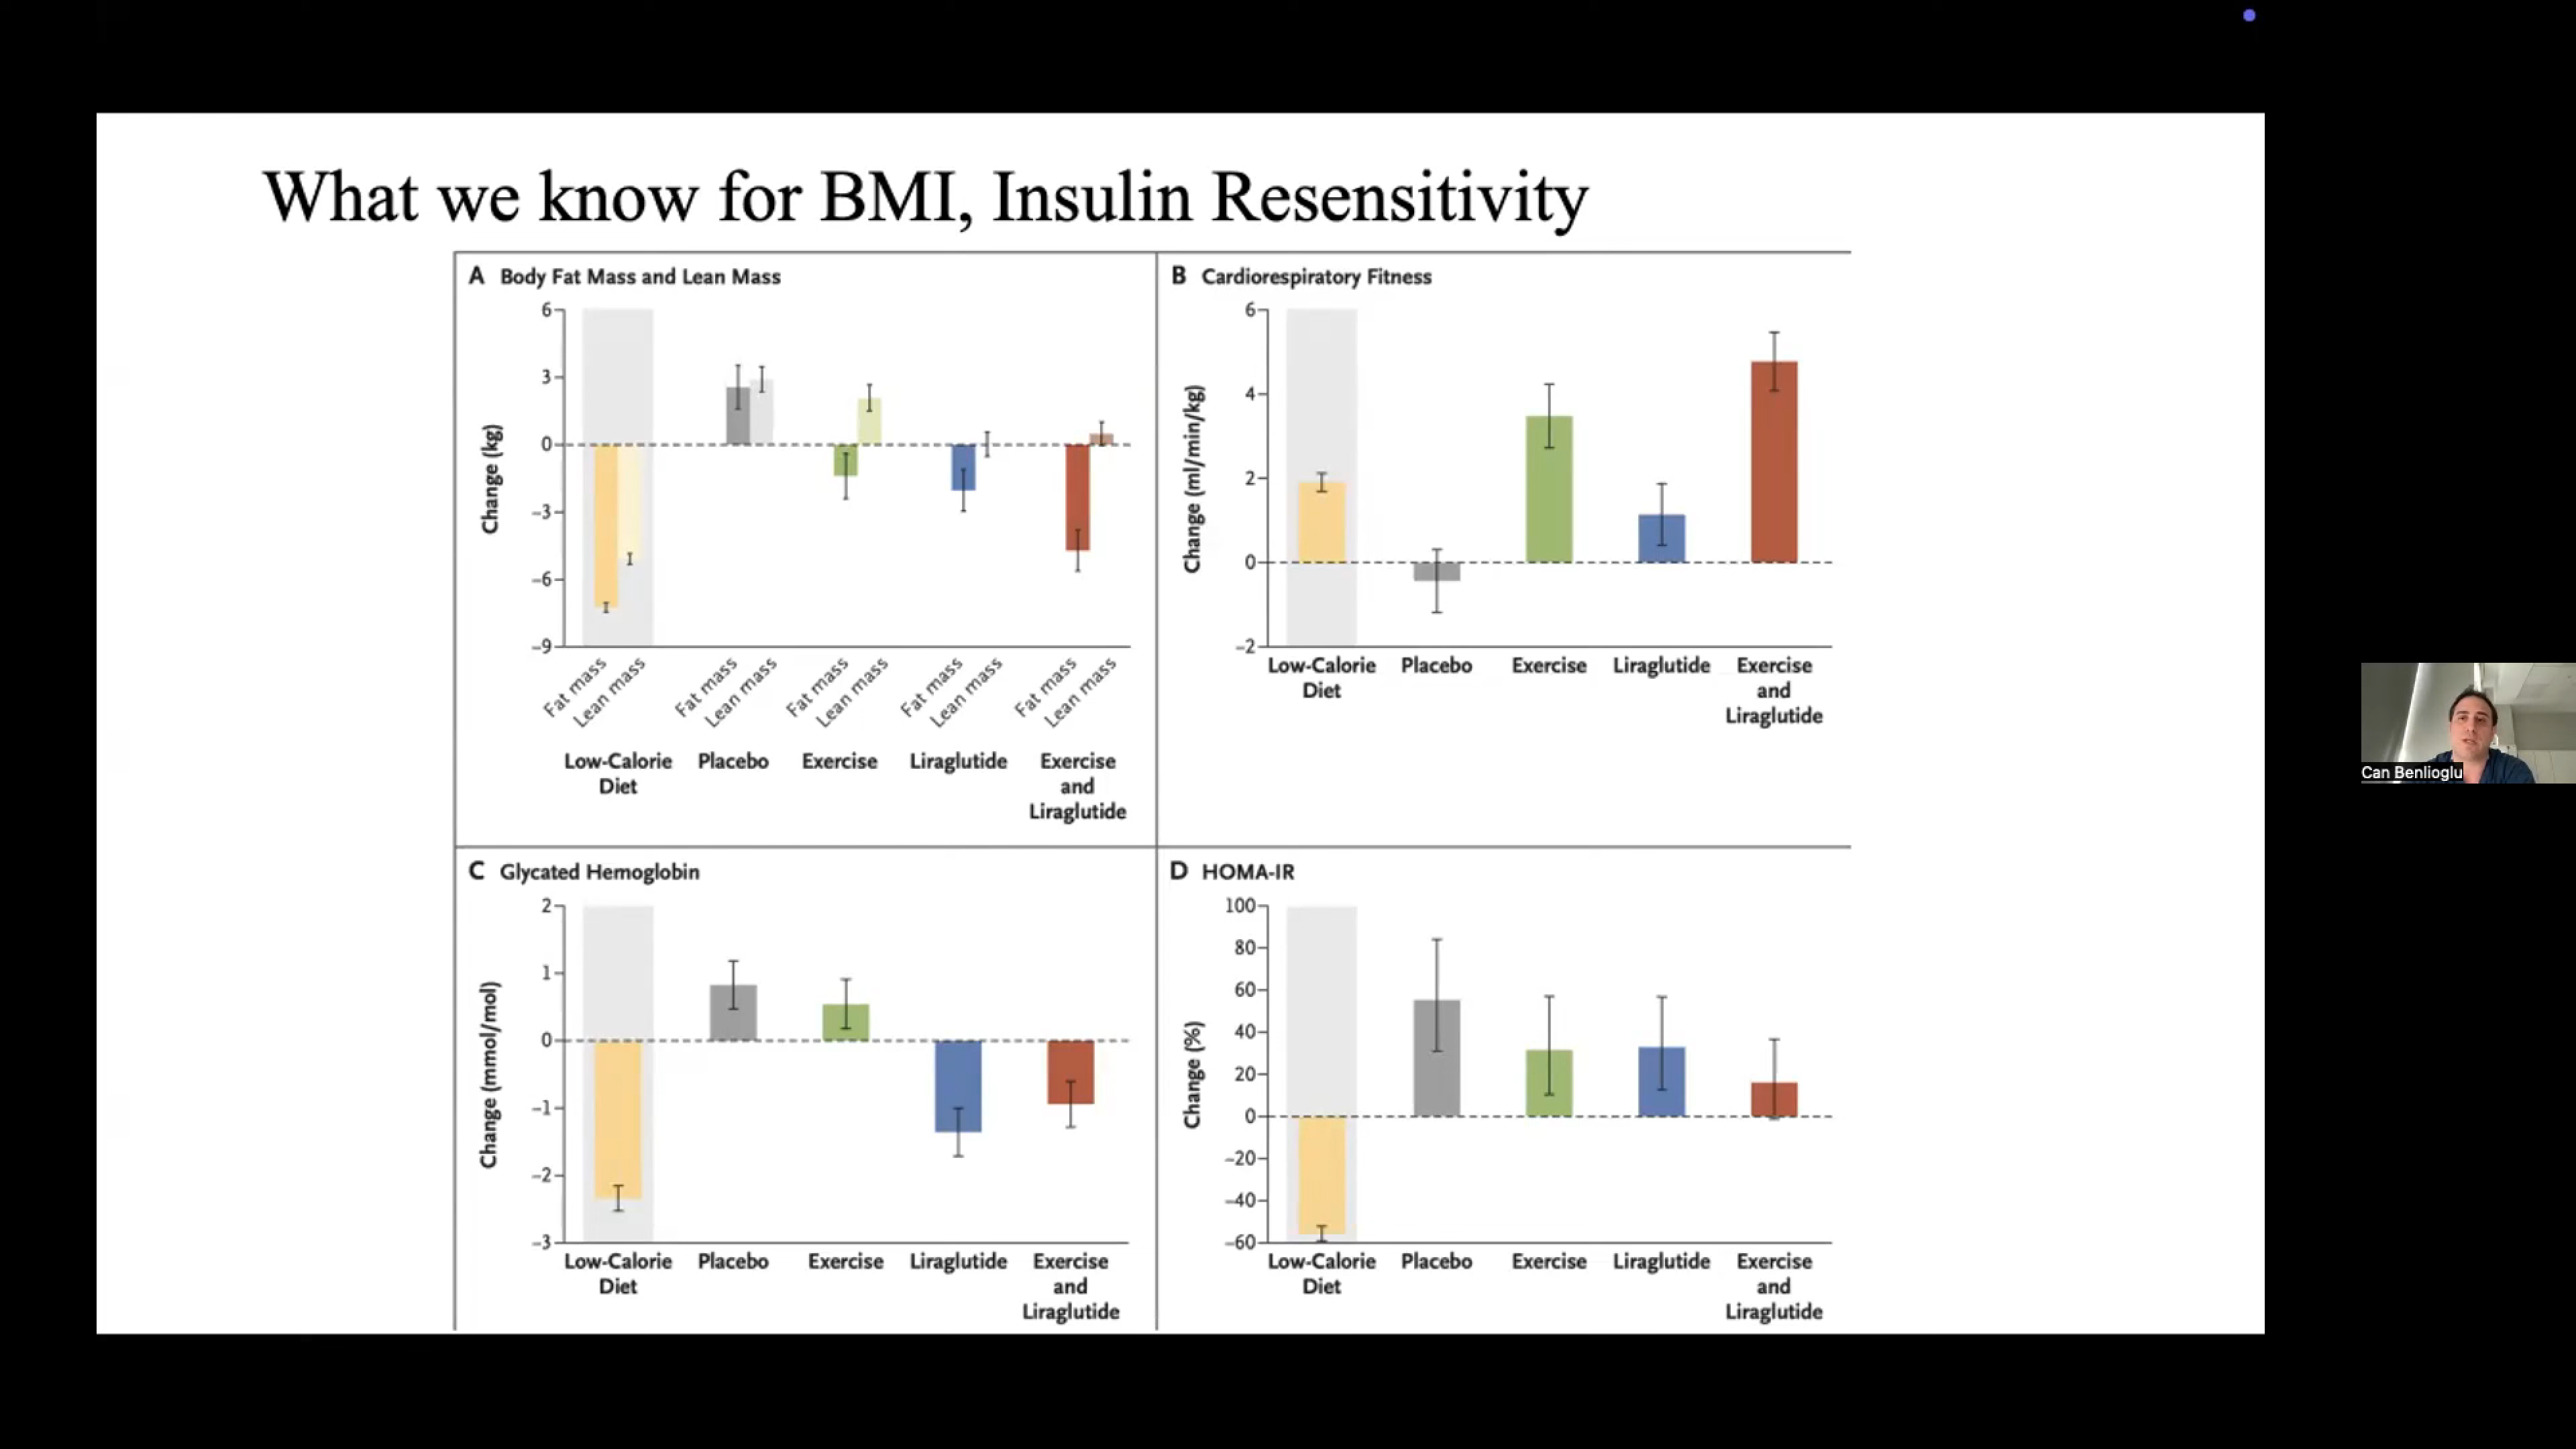 What we know for BMI, Insulin Resensitivity
A Body Fat Mass and Lean Mass
6
3
0
−3
−6
−9
Change (kg)
Fat mass
Lean mass
Fat mass
Lean mass
Fat mass
Lean mass
Fat mass
Lean mass
Fat mass
Lean mass
Low-Calorie
Diet
Placebo
Exercise
Liraglutide
Exercise
and
Liraglutide
B Cardiorespiratory Fitness
6
4
2
0
−2
Change (ml/min/kg)
Low-Calorie
Diet
Placebo
Exercise
Liraglutide
Exercise
and
Liraglutide
C Glycated Hemoglobin
2
1
0
−1
−2
−3
Change (mmol/mol)
Low-Calorie
Diet
Placebo
Exercise
Liraglutide
Exercise
and
Liraglutide
D HOMA-IR
100
80
60
40
20
0
−20
−40
−60
Change (%)
Low-Calorie
Diet
Placebo
Exercise
Liraglutide
Exercise
and
Liraglutide
Can Benlioglu